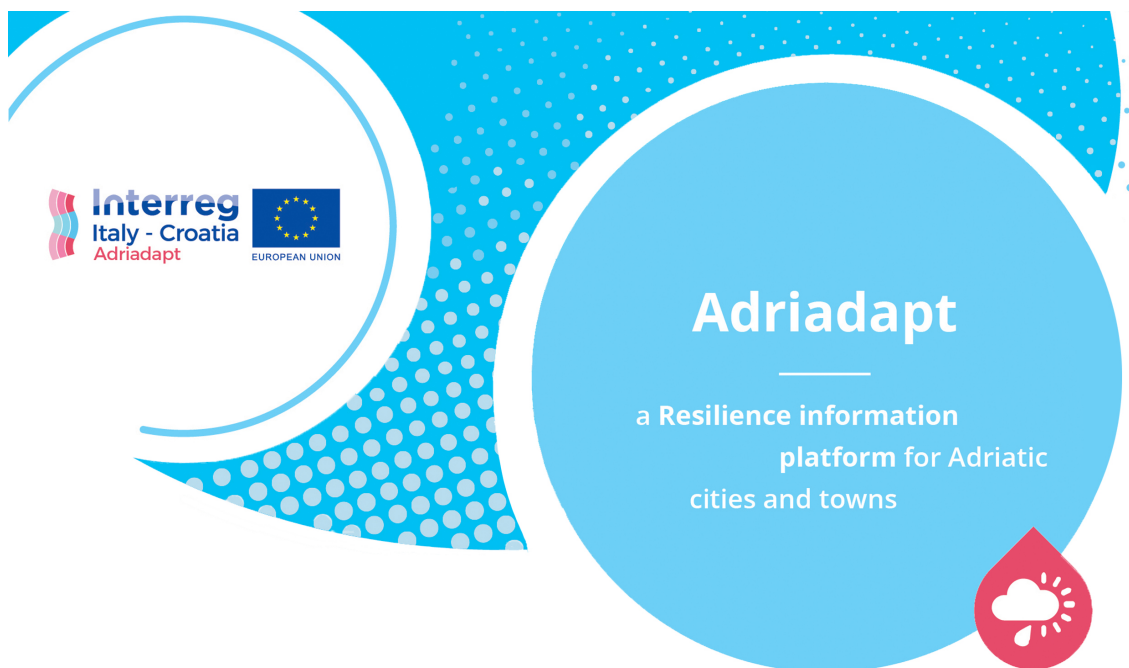 Interreg
Italy - Croatia
Adriadapt
EUROPEAN UNION
Adriadapt
a Resilience information
platform for Adriatic
cities and towns